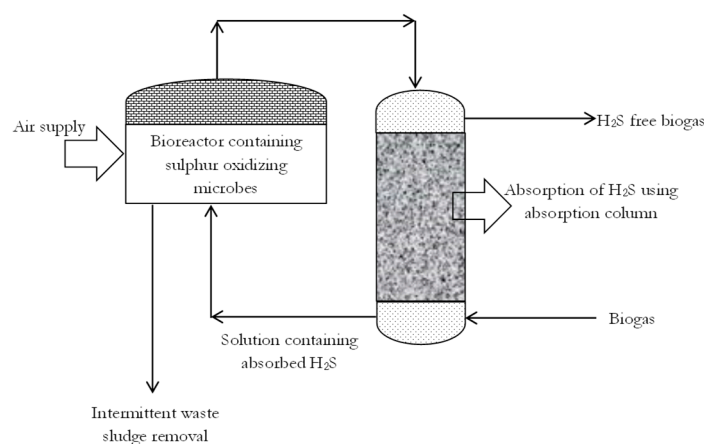 Air supply
Bioreactor containing
sulphur oxidizing
microbes
H₂S free biogas
Absorption of H₂S using
absorption column
Biogas
Solution containing
absorbed H₂S
Intermittent waste
sludge removal